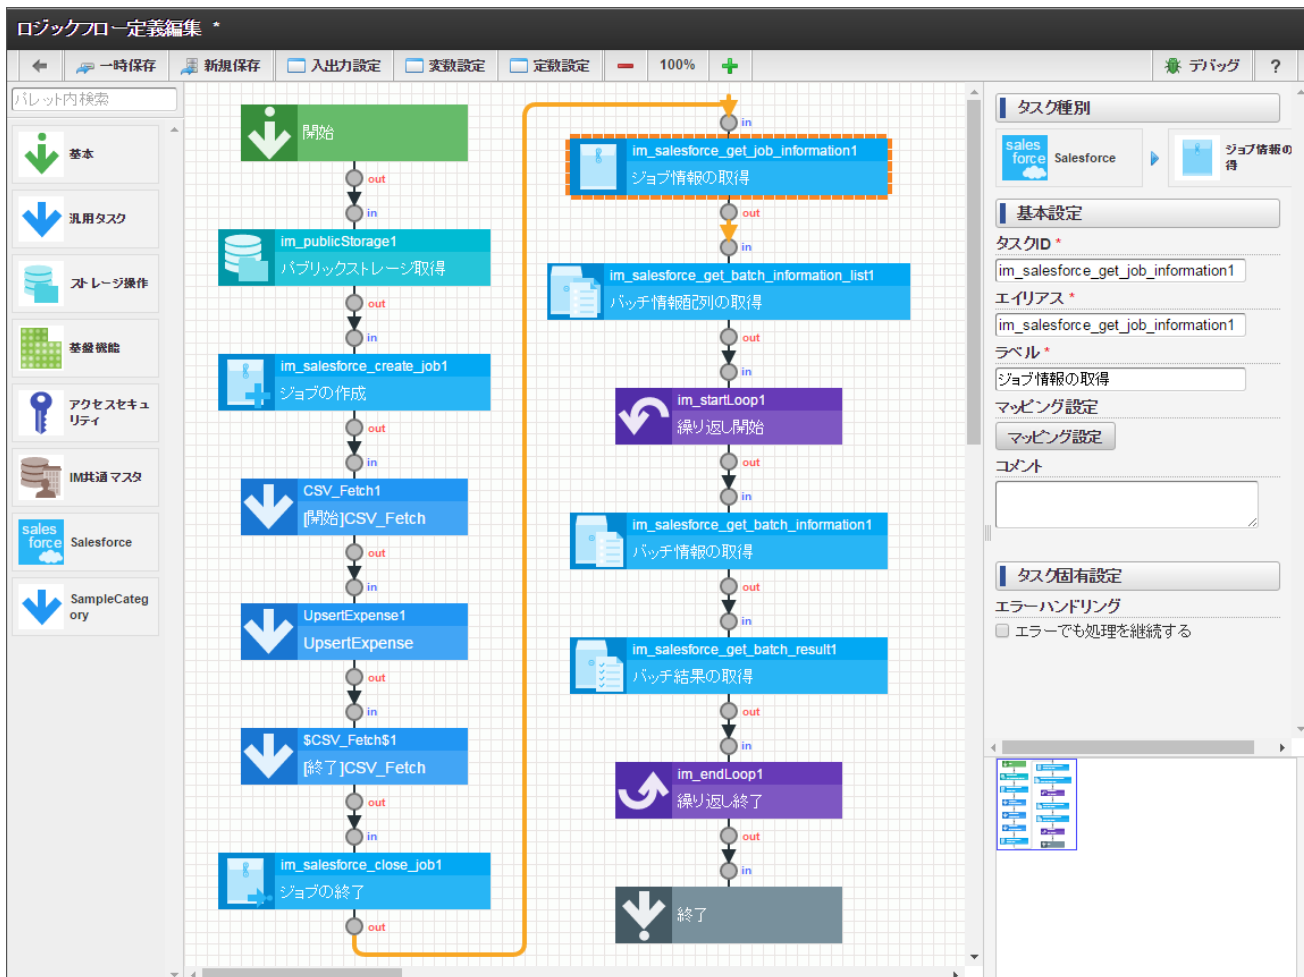 ロジックフロー定義編集 *
一時保存
新規保存
入出力設定
変数設定
定数設定
100%
デバッグ
?
パレット内検索
基本
汎用タスク
ストレージ操作
基盤機能
アクセスセキュ
リティ
IM共通マスタ
sales
force
Salesforce
SampleCateg
ory
開始
out
in
im_publicStorage1
パブリックストレージ取得
out
in
im_salesforce_create_job1
ジョブの作成
out
in
CSV_Fetch1
[開始]CSV_Fetch
out
in
UpsertExpense1
UpsertExpense
out
in
$CSV_Fetch$1
[終了]CSV_Fetch
out
in
im_salesforce_close_job1
ジョブの終了
out
in
im_salesforce_get_job_information1
ジョブ情報の取得
out
in
im_salesforce_get_batch_information_list1
バッチ情報配列の取得
out
in
im_startLoop1
繰り返し開始
out
in
im_salesforce_get_batch_information1
バッチ情報の取得
out
in
im_salesforce_get_batch_result1
バッチ結果の取得
out
in
im_endLoop1
繰り返し終了
out
in
終了
タスク種別
sales
force
Salesforce
ジョブ情報の
得
基本設定
タスクID *
im_salesforce_get_job_information1
エイリアス *
im_salesforce_get_job_information1
ラベル *
ジョブ情報の取得
マッピング設定
マッピング設定
コメント
タスク固有設定
エラーハンドリング
エラーでも処理を継続する